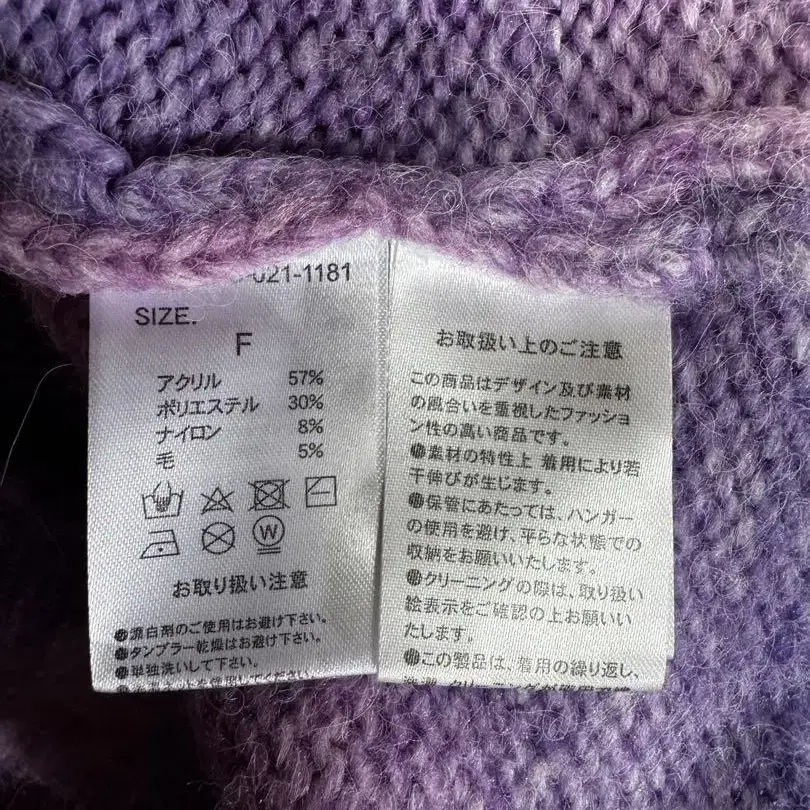 -021-1181
SIZE.
F
アクリル 57%
ポリエステル 30%
ナイロン 8%
毛 5%
W
お取り扱い注意
●漂白剤のご使用はお避け下さい。
●タンブラー乾燥はお避け下さい。
●単独洗いして下さい。
お取扱い上のご注意
この商品はデザイン及び素材
の風合いを重視したファッショ
ン性の高い商品です。
●素材の特性上 着用により若
干伸びが生じます。
●保管にあたっては、ハンガー
の使用を避け、平らな状態での
収納をお願いいたします。
●クリーニングの際は、取り扱い
絵表示をご確認の上お願いい
たします。
●この製品は、着用の繰り返し、